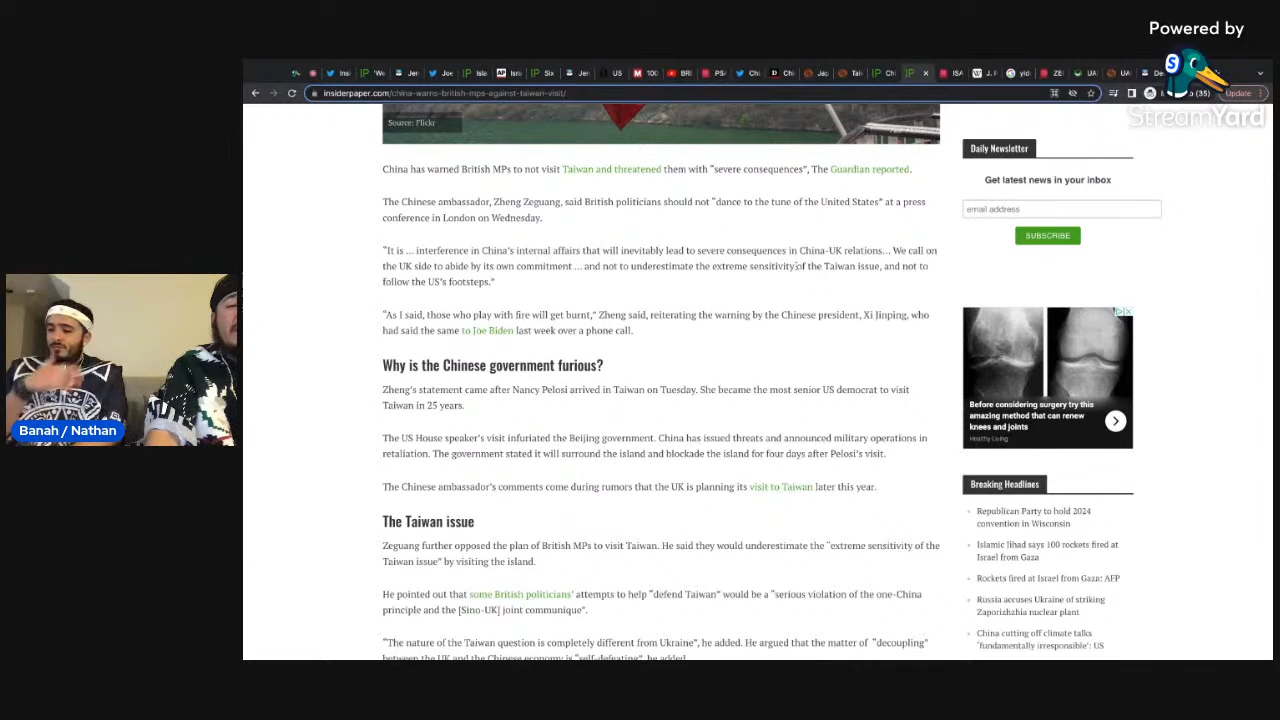 Powered by
S
StreamYard
insiderpaper.com/china-warns-british-mps-against-taiwan-visit/
(35)
Update
Source: Flickr
Daily Newsletter
Get latest news in your inbox
email address
SUBSCRIBE
China has warned British MPs to not visit Taiwan and threatened them with “severe consequences”, The Guardian reported.
The Chinese ambassador, Zheng Zeguang, said British politicians should not “dance to the tune of the United States” at a press
conference in London on Wednesday.
“It is … interference in China’s internal affairs that will inevitably lead to severe consequences in China-UK relations… We call on
the UK side to abide by its own commitment … and not to underestimate the extreme sensitivity of the Taiwan issue, and not to
follow the US’s footsteps.”
“As I said, those who play with fire will get burnt,” Zheng said, reiterating the warning by the Chinese president, Xi Jinping, who
had said the same to Joe Biden last week over a phone call.
Why is the Chinese government furious?
Zheng’s statement came after Nancy Pelosi arrived in Taiwan on Tuesday. She became the most senior US democrat to visit
Taiwan in 25 years.
The US House speaker’s visit infuriated the Beijing government. China has issued threats and announced military operations in
retaliation. The government stated it will surround the island and blockade the island for four days after Pelosi’s visit.
The Chinese ambassador’s comments come during rumors that the UK is planning its visit to Taiwan later this year.
The Taiwan issue
Zeguang further opposed the plan of British MPs to visit Taiwan. He said they would underestimate the “extreme sensitivity of the
Taiwan issue” by visiting the island.
He pointed out that some British politicians’ attempts to help “defend Taiwan” would be a “serious violation of the one-China
principle and the [Sino-UK] joint communique”.
“The nature of the Taiwan question is completely different from Ukraine”, he added. He argued that the matter of “decoupling”
between the UK and the Chinese economy is “self-defeating”, he added.
Before considering surgery try this
amazing method that can renew
knees and joints
Healthy Living
Breaking Headlines
Republican Party to hold 2024
convention in Wisconsin
Islamic Jihad says 100 rockets fired at
Israel from Gaza
Rockets fired at Israel from Gaza: AFP
Russia accuses Ukraine of striking
Zaporizhzhia nuclear plant
China cutting off climate talks
‘fundamentally irresponsible’: US
Banah / Nathan